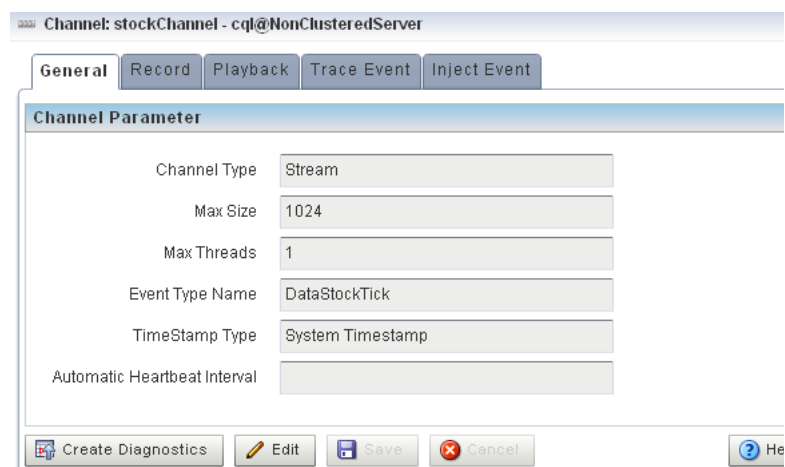 Channel: stockChannel - cql@NonClusteredServer
General Record Playback Trace Event Inject Event
Channel Parameter
Channel Type Stream
Max Size 1024
Max Threads 1
Event Type Name DataStockTick
TimeStamp Type System Timestamp
Automatic Heartbeat Interval
Create Diagnostics Edit Save Cancel He